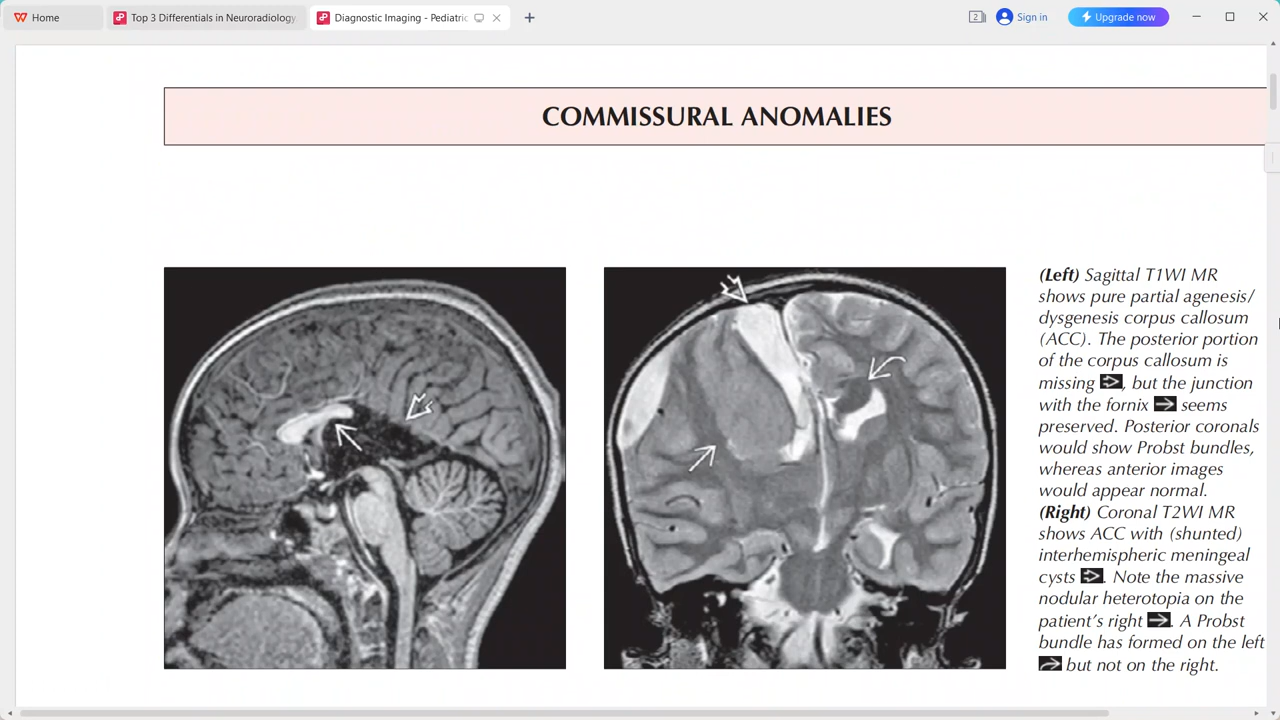 Home
Top 3 Differentials in Neuroradiology
Diagnostic Imaging - Pediatric
2
Sign in
Upgrade now
COMMISSURAL ANOMALIES
(Left) Sagittal T1WI MR
shows pure partial agenesis/
dysgenesis corpus callosum
(ACC). The posterior portion
of the corpus callosum is
missing , but the junction
with the fornix seems
preserved. Posterior coronals
would show Probst bundles,
whereas anterior images
would appear normal.
(Right) Coronal T2WI MR
shows ACC with (shunted)
interhemispheric meningeal
cysts . Note the massive
nodular heterotopia on the
patient's right . A Probst
bundle has formed on the left
but not on the right.